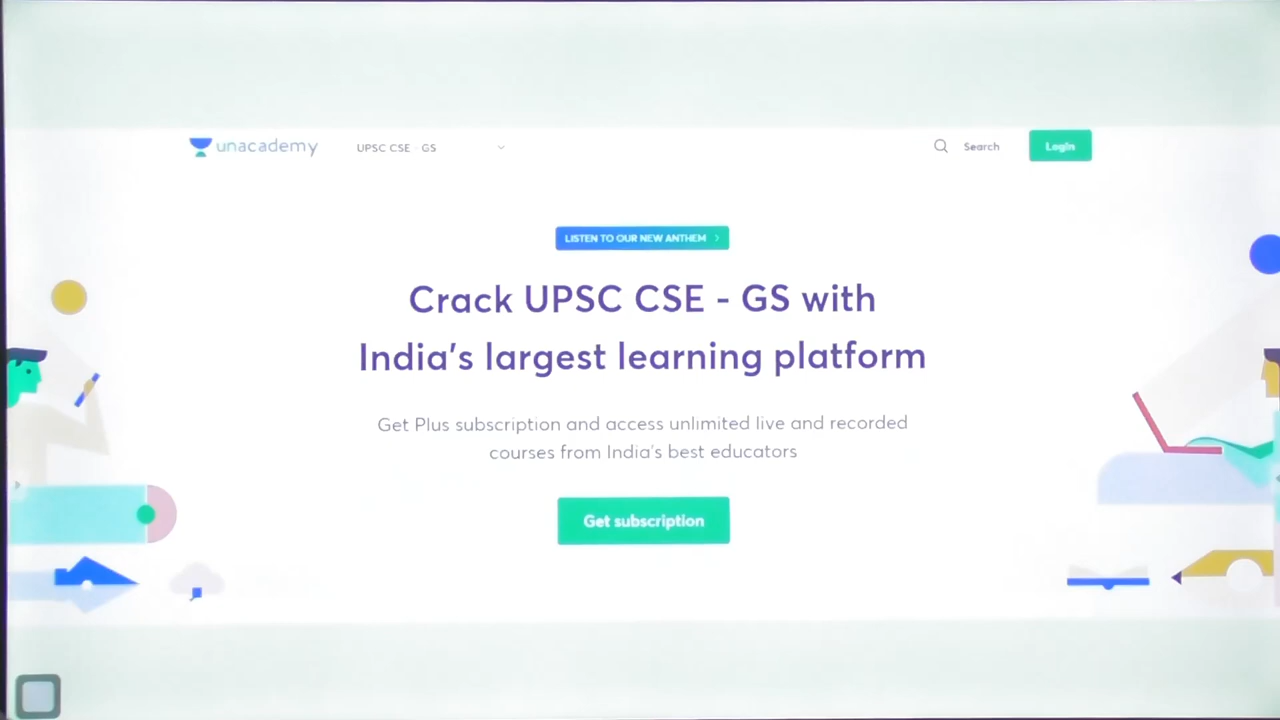 unacademy
UPSC CSE - GS
Search
Login
LISTEN TO OUR NEW ANTHEM
Crack UPSC CSE - GS with
India's largest learning platform
Get Plus subscription and access unlimited live and recorded
courses from India's best educators
Get subscription